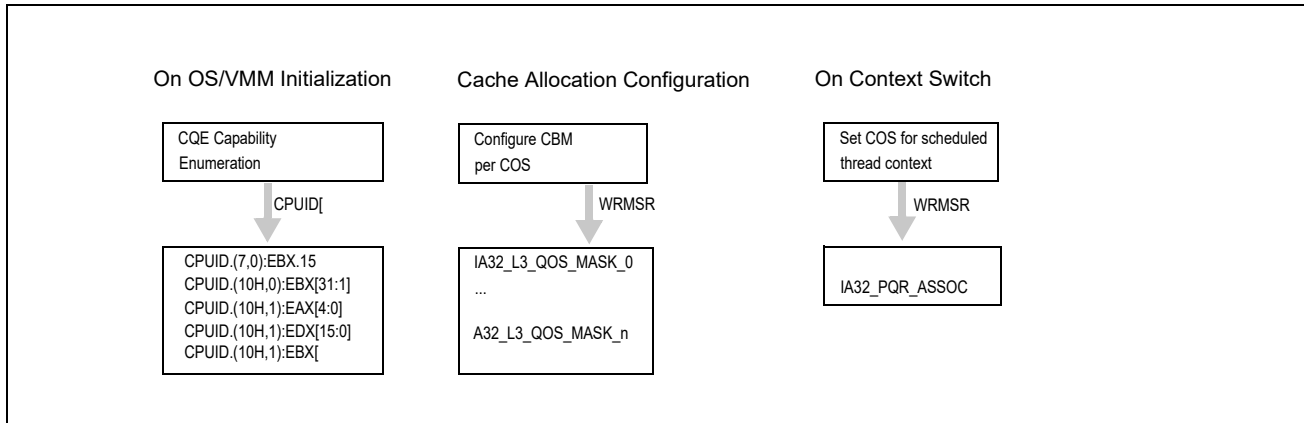 On OS/VMM Initialization
CQE Capability
Enumeration
CPUID[
CPUID.(7,0):EBX.15
CPUID.(10H,0):EBX[31:1]
CPUID.(10H,1):EAX[4:0]
CPUID.(10H,1):EDX[15:0]
CPUID.(10H,1):EBX[
Cache Allocation Configuration
Configure CBM
per COS
WRMSR
IA32_L3_QOS_MASK_0
...
A32_L3_QOS_MASK_n
On Context Switch
Set COS for scheduled
thread context
WRMSR
IA32_PQR_ASSOC